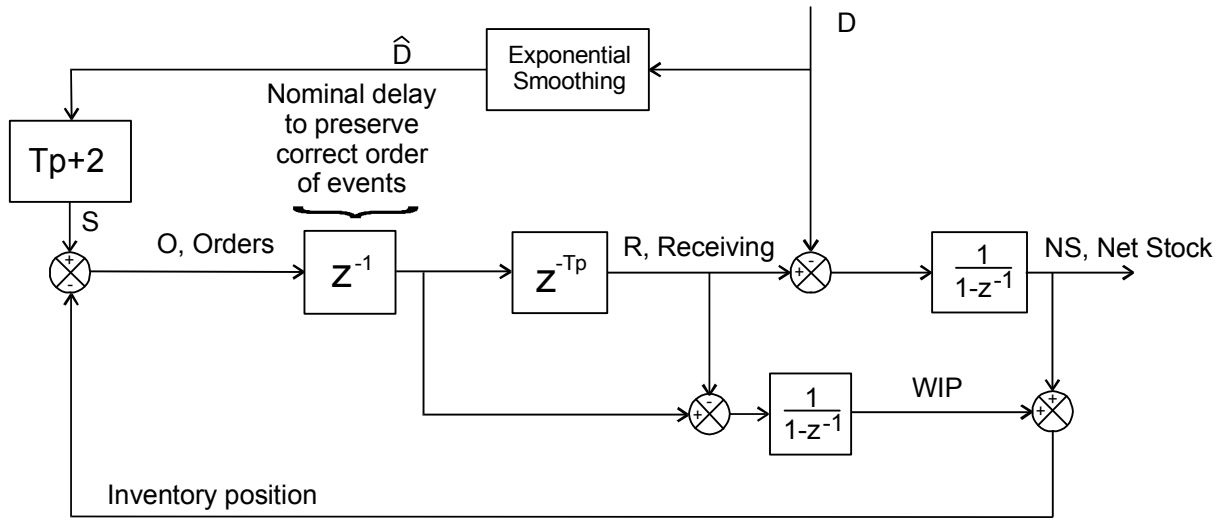 D
D̂
Exponential
Smoothing
Nominal delay
to preserve
correct order
of events
Tp+2
S
+
-
O, Orders
z⁻¹
z⁻ᵀᵖ
R, Receiving
-
+
1
1-z⁻¹
NS, Net Stock
-
+
1
1-z⁻¹
WIP
+
+
Inventory position